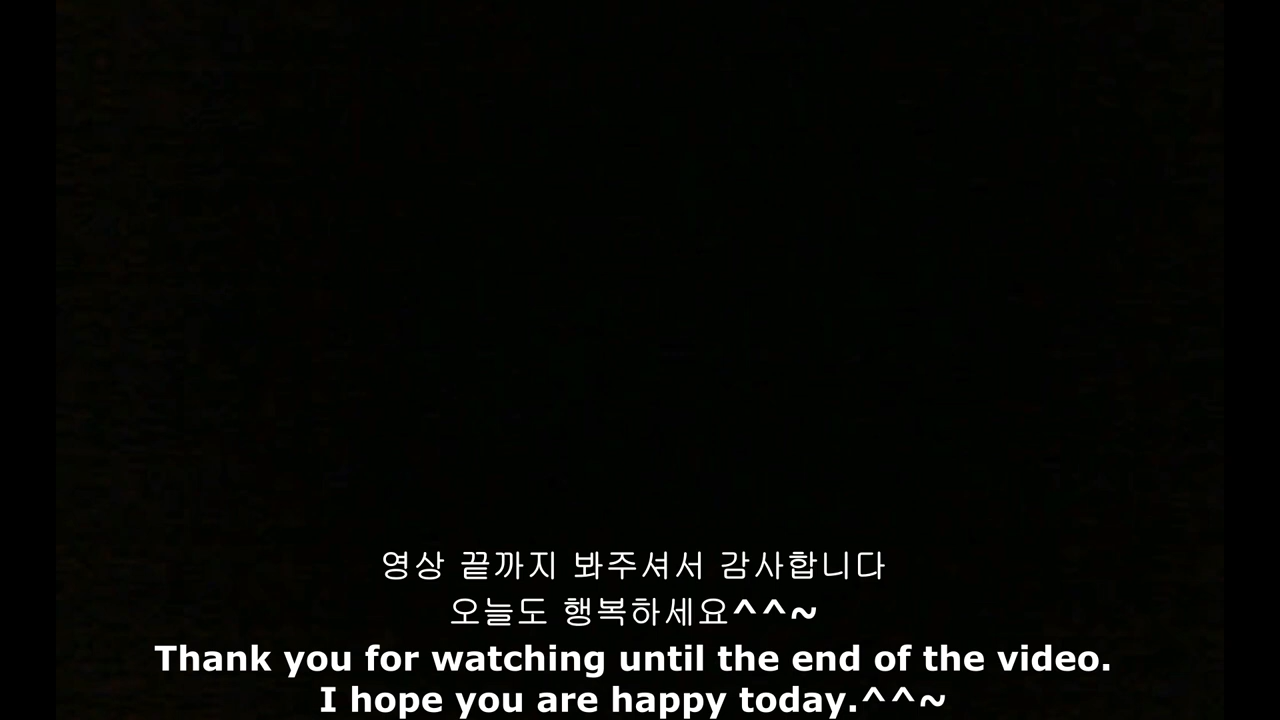 영상 끝까지 봐주셔서 감사합니다
오늘도 행복하세요^^~
Thank you for watching until the end of the video.
I hope you are happy today.^^~